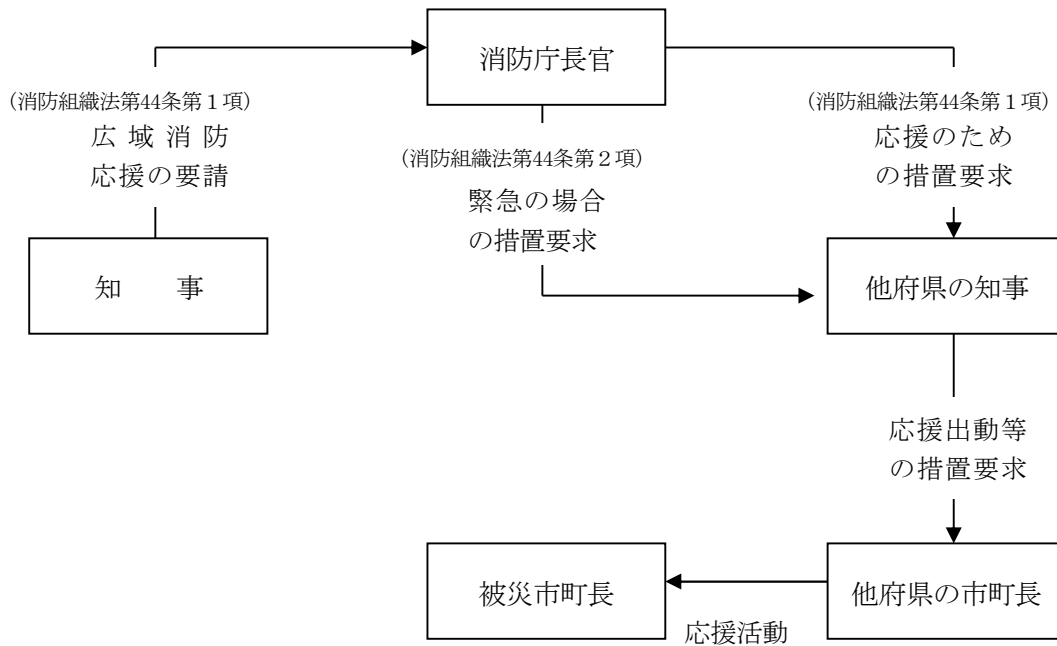 消防庁長官
(消防組織法第44条第１項)
広域消防
応援の要請
(消防組織法第44条第２項)
緊急の場合
の措置要求
(消防組織法第44条第１項)
応援のため
の措置要求
知　事
他府県の知事
応援出動等
の措置要求
被災市町長
他府県の市町長
応援活動